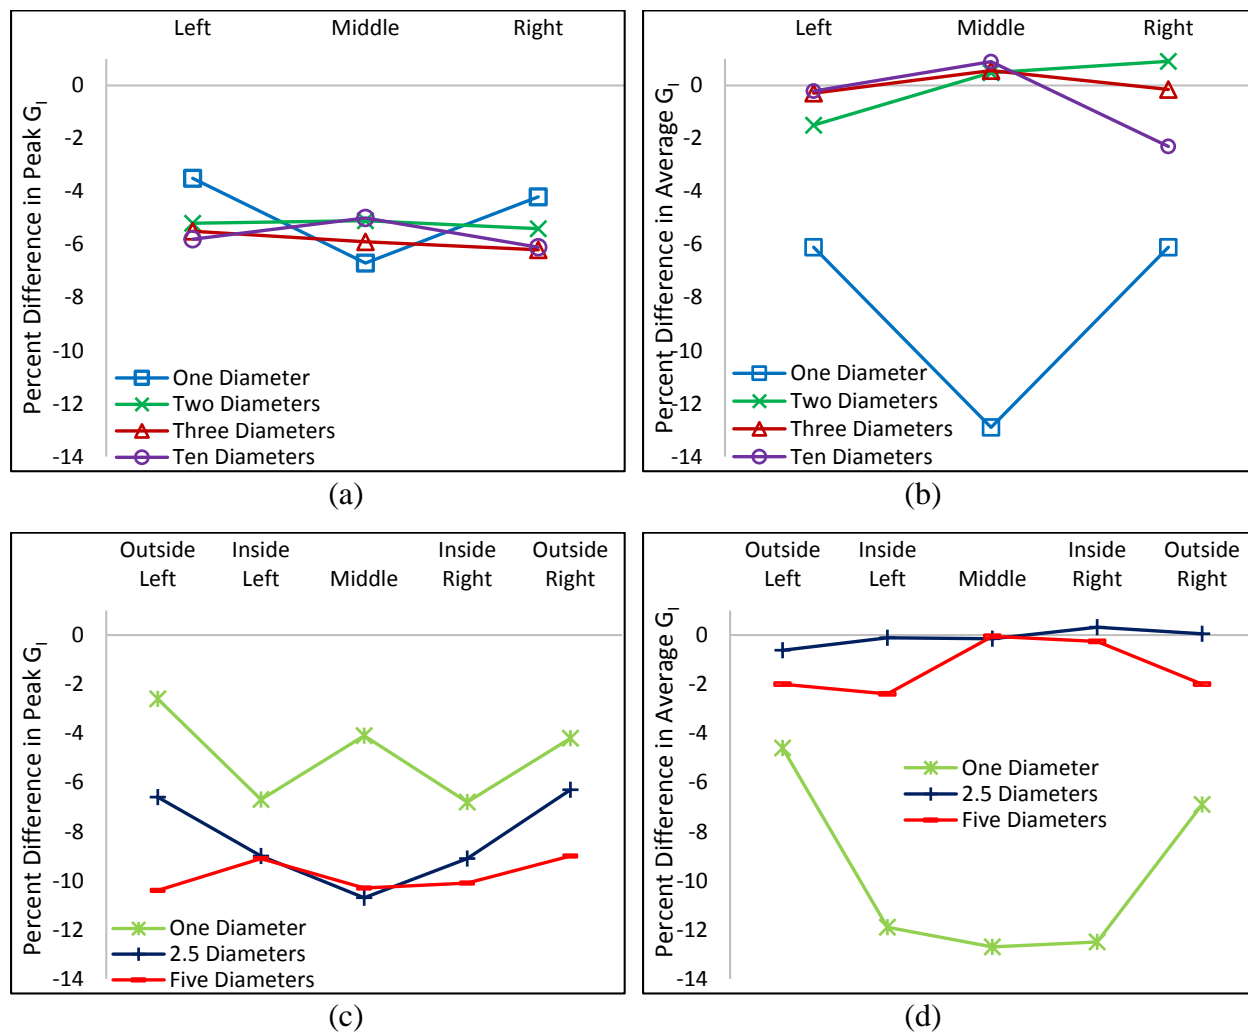 Left Middle Right
Percent Difference in Peak GI
0
-2
-4
-6
-8
-10
-12
-14
One Diameter
Two Diameters
Three Diameters
Ten Diameters
(a)
Left Middle Right
Percent Difference in Average GI
0
-2
-4
-6
-8
-10
-12
-14
One Diameter
Two Diameters
Three Diameters
Ten Diameters
(b)
Outside Inside Inside Outside
Left Left Middle Right Right
Percent Difference in Peak GI
0
-2
-4
-6
-8
-10
-12
-14
One Diameter
2.5 Diameters
Five Diameters
(c)
Outside Inside Inside Outside
Left Left Middle Right Right
Percent Difference in Average GI
0
-2
-4
-6
-8
-10
-12
-14
One Diameter
2.5 Diameters
Five Diameters
(d)